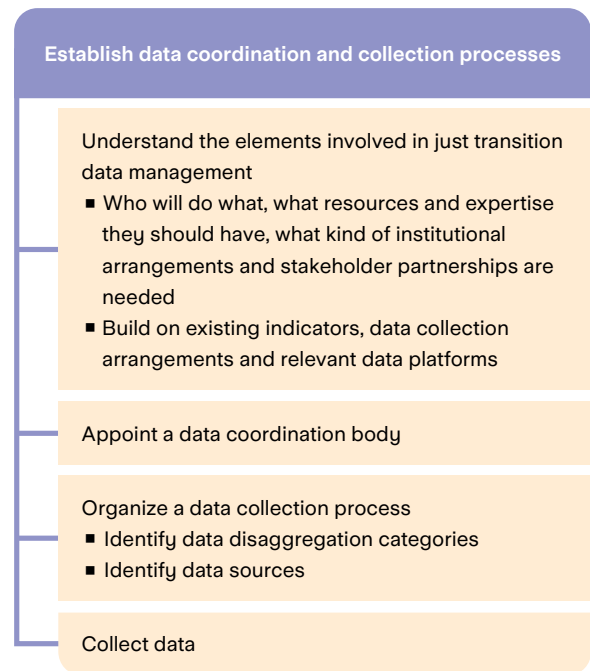 Establish data coordination and collection processes
Understand the elements involved in just transition
data management
▪ Who will do what, what resources and expertise
they should have, what kind of institutional
arrangements and stakeholder partnerships are
needed
▪ Build on existing indicators, data collection
arrangements and relevant data platforms
Appoint a data coordination body
Organize a data collection process
▪ Identify data disaggregation categories
▪ Identify data sources
Collect data